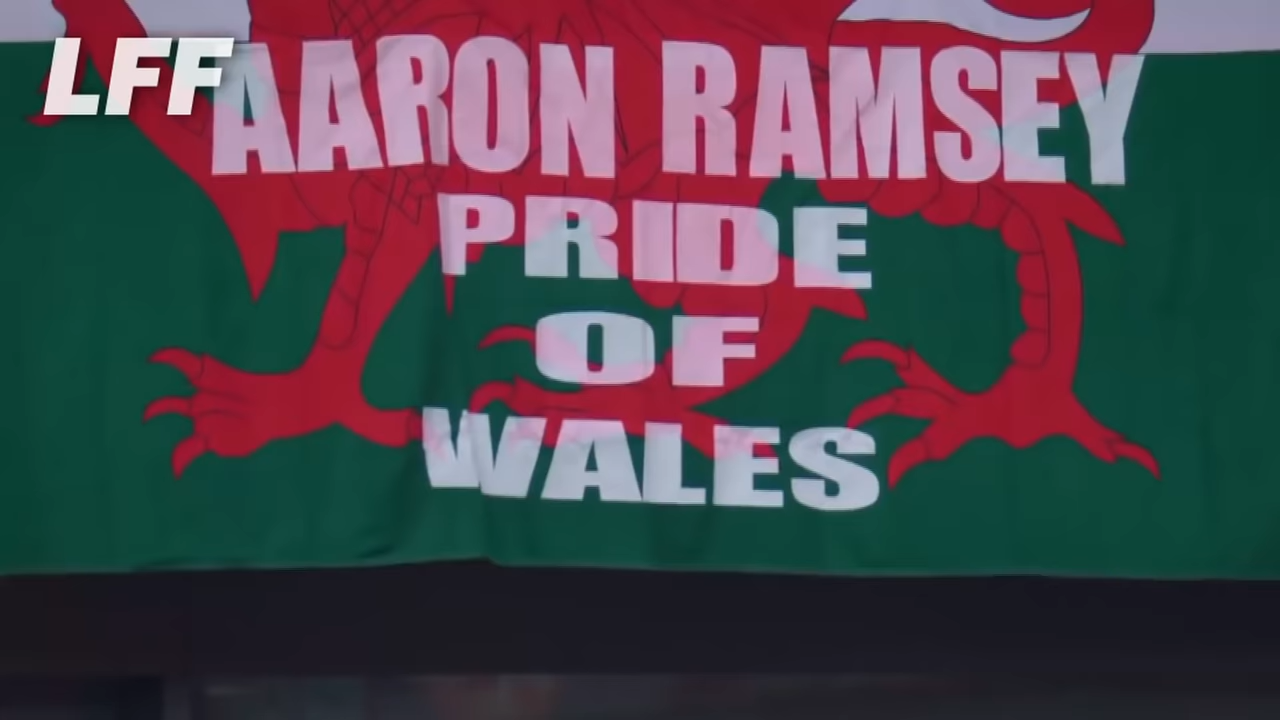 LFF
AARON RAMSEY
PRIDE
OF
WALES